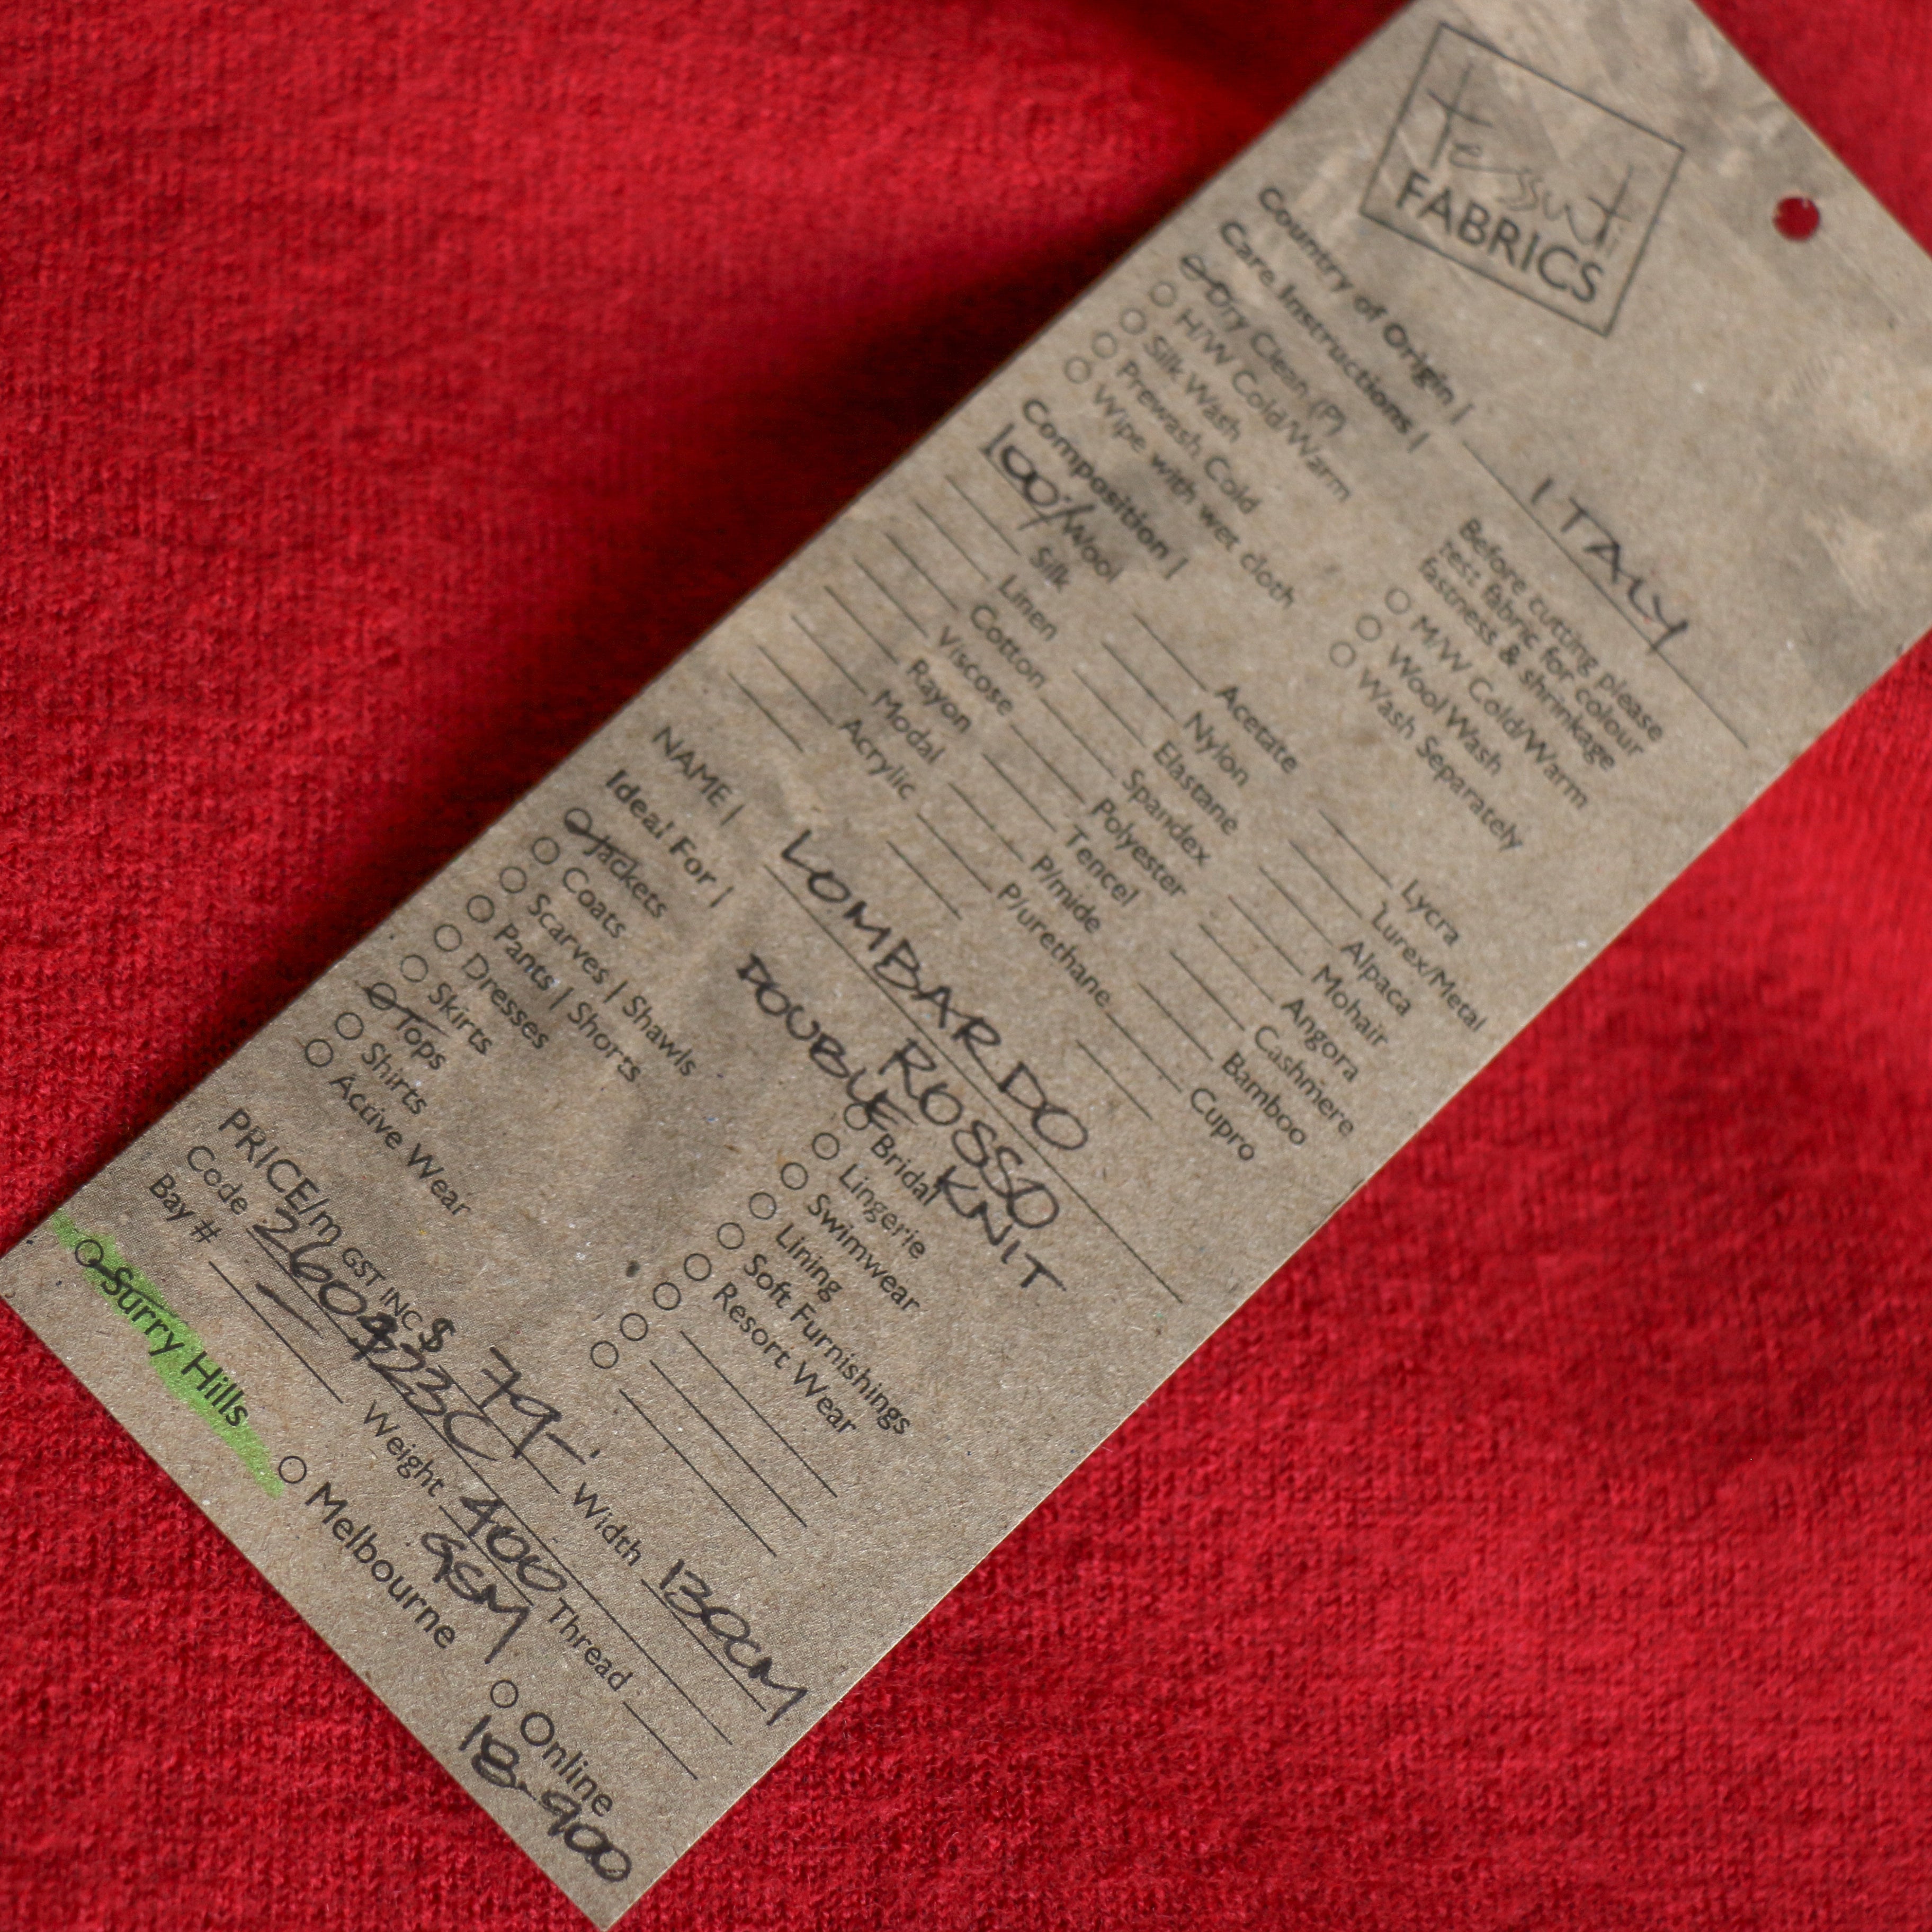 tessuti
FABRICS
Country of Origin | ITALY
Care Instructions |
Dry Clean (P)
H/W Cold/Warm
Silk Wash
Prewash Cold
Wipe with wet cloth
Before cutting please
test fabric for colour
fastness & shrinkage
M/W Cold/Warm
Wool Wash
Wash Separately
Composition |
100% Wool
Silk
Linen
Cotton
Viscose
Rayon
Modal
Acrylic
Acetate
Nylon
Elastane
Spandex
Polyester
Tencel
P/mide
P/urethane
Lycra
Lurex/Metal
Alpaca
Mohair
Angora
Cashmere
Bamboo
Cupro
NAME | LOMBARDO
ROSSO
DOUBLE KNIT
Ideal For |
Jackets
Coats
Scarves | Shawls
Pants | Shorts
Dresses
Skirts
Tops
Shirts
Active Wear
Bridal
Lingerie
Swimwear
Lining
Soft Furnishings
Resort Wear
PRICE/m GST INC $ 79- Width 130CM
Code 260423C Weight 400 GSM Thread
Bay # —
Surry Hills Melbourne Online
18-900